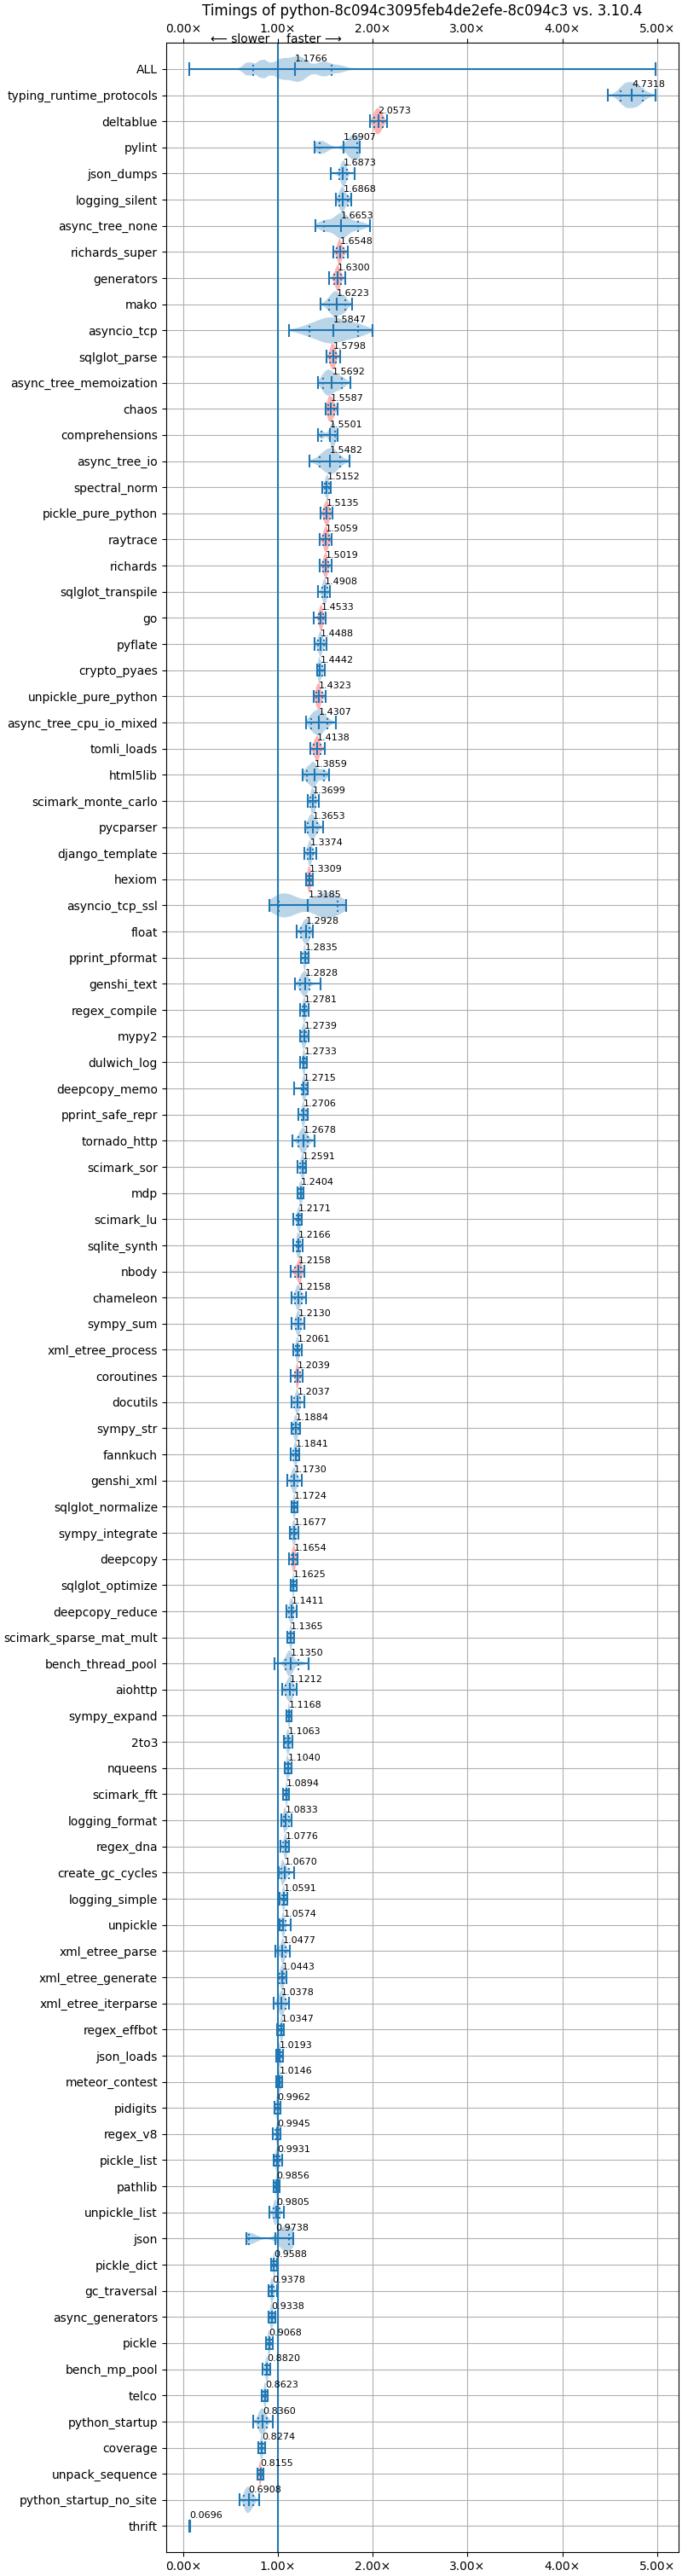 Timings of python-8c094c3095feb4de2efe-8c094c3 vs. 3.10.4
0.00× 1.00× 2.00× 3.00× 4.00× 5.00×
← slower faster →
ALL 1.1766
typing_runtime_protocols 4.7318
deltablue 2.0573
pylint 1.6907
json_dumps 1.6873
logging_silent 1.6868
async_tree_none 1.6653
richards_super 1.6548
generators 1.6300
mako 1.6223
asyncio_tcp 1.5847
sqlglot_parse 1.5798
async_tree_memoization 1.5692
chaos 1.5587
comprehensions 1.5501
async_tree_io 1.5482
spectral_norm 1.5152
pickle_pure_python 1.5135
raytrace 1.5059
richards 1.5019
sqlglot_transpile 1.4908
go 1.4533
pyflate 1.4488
crypto_pyaes 1.4442
unpickle_pure_python 1.4323
async_tree_cpu_io_mixed 1.4307
tomli_loads 1.4138
html5lib 1.3859
scimark_monte_carlo 1.3699
pycparser 1.3653
django_template 1.3374
hexiom 1.3309
asyncio_tcp_ssl 1.3185
float 1.2928
pprint_pformat 1.2835
genshi_text 1.2828
regex_compile 1.2781
mypy2 1.2739
dulwich_log 1.2733
deepcopy_memo 1.2715
pprint_safe_repr 1.2706
tornado_http 1.2678
scimark_sor 1.2591
mdp 1.2404
scimark_lu 1.2171
sqlite_synth 1.2166
nbody 1.2158
chameleon 1.2158
sympy_sum 1.2130
xml_etree_process 1.2061
coroutines 1.2039
docutils 1.2037
sympy_str 1.1884
fannkuch 1.1841
genshi_xml 1.1730
sqlglot_normalize 1.1724
sympy_integrate 1.1677
deepcopy 1.1654
sqlglot_optimize 1.1625
deepcopy_reduce 1.1411
scimark_sparse_mat_mult 1.1365
bench_thread_pool 1.1350
aiohttp 1.1212
sympy_expand 1.1168
2to3 1.1063
nqueens 1.1040
scimark_fft 1.0894
logging_format 1.0833
regex_dna 1.0776
create_gc_cycles 1.0670
logging_simple 1.0591
unpickle 1.0574
xml_etree_parse 1.0477
xml_etree_generate 1.0443
xml_etree_iterparse 1.0378
regex_effbot 1.0347
json_loads 1.0193
meteor_contest 1.0146
pidigits 0.9962
regex_v8 0.9945
pickle_list 0.9931
pathlib 0.9856
unpickle_list 0.9805
json 0.9738
pickle_dict 0.9588
gc_traversal 0.9378
async_generators 0.9338
pickle 0.9068
bench_mp_pool 0.8820
telco 0.8623
python_startup 0.8360
coverage 0.8274
unpack_sequence 0.8155
python_startup_no_site 0.6908
thrift 0.0696
0.00× 1.00× 2.00× 3.00× 4.00× 5.00×